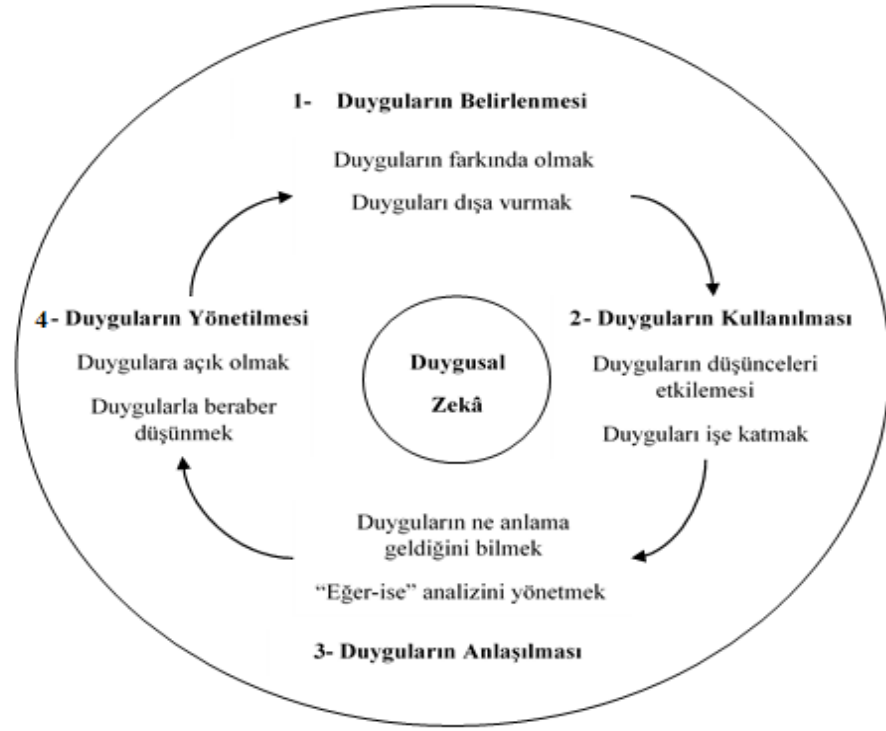 1- Duyguların Belirlenmesi
Duyguların farkında olmak
Duyguları dışa vurmak
2- Duyguların Kullanılması
Duyguların düşünceleri
etkilemesi
Duyguları işe katmak
Duyguların ne anlama
geldiğini bilmek
“Eğer-ise” analizini yönetmek
3- Duyguların Anlaşılması
4- Duyguların Yönetilmesi
Duygulara açık olmak
Duygularla beraber
düşünmek
Duygusal
Zekâ